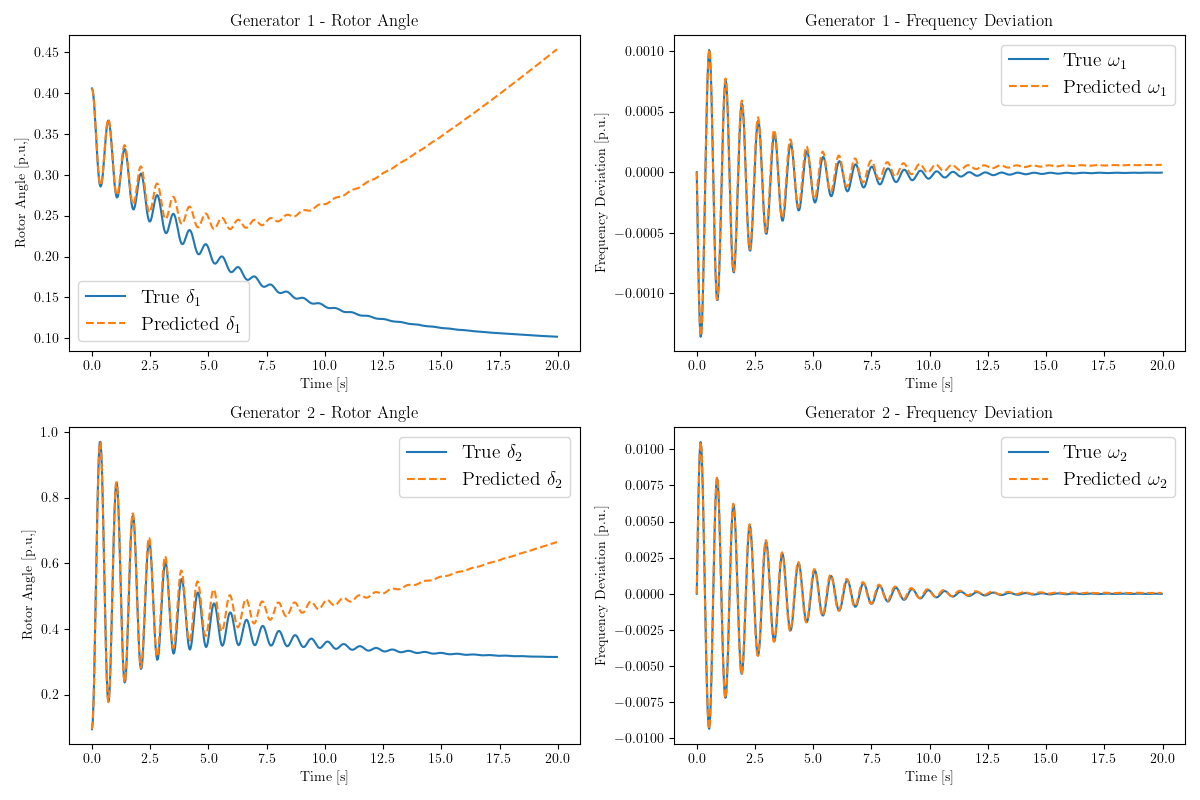 Generator 1 - Rotor Angle
Rotor Angle [p.u.]
0.45
0.40
0.35
0.30
0.25
0.20
0.15
0.10
True δ₁
Predicted δ₁
0.0 2.5 5.0 7.5 10.0 12.5 15.0 17.5 20.0
Time [s]
Generator 1 - Frequency Deviation
Frequency Deviation [p.u.]
0.0010
0.0005
0.0000
−0.0005
−0.0010
True ω₁
Predicted ω₁
0.0 2.5 5.0 7.5 10.0 12.5 15.0 17.5 20.0
Time [s]
Generator 2 - Rotor Angle
Rotor Angle [p.u.]
1.0
0.8
0.6
0.4
0.2
True δ₂
Predicted δ₂
0.0 2.5 5.0 7.5 10.0 12.5 15.0 17.5 20.0
Time [s]
Generator 2 - Frequency Deviation
Frequency Deviation [p.u.]
0.0100
0.0075
0.0050
0.0025
0.0000
−0.0025
−0.0050
−0.0075
−0.0100
True ω₂
Predicted ω₂
0.0 2.5 5.0 7.5 10.0 12.5 15.0 17.5 20.0
Time [s]